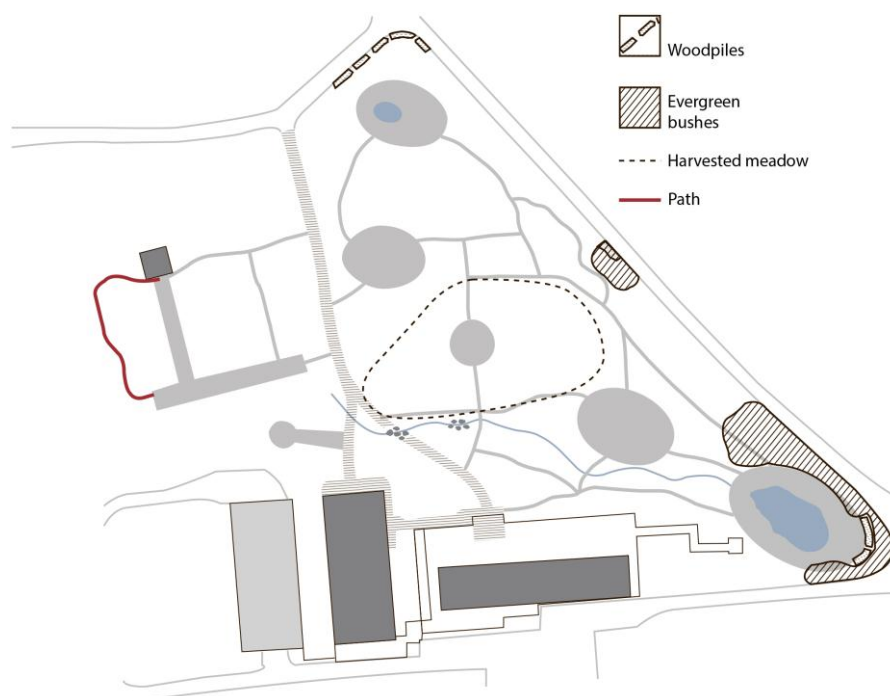 Woodpiles
Evergreen
bushes
Harvested meadow
Path